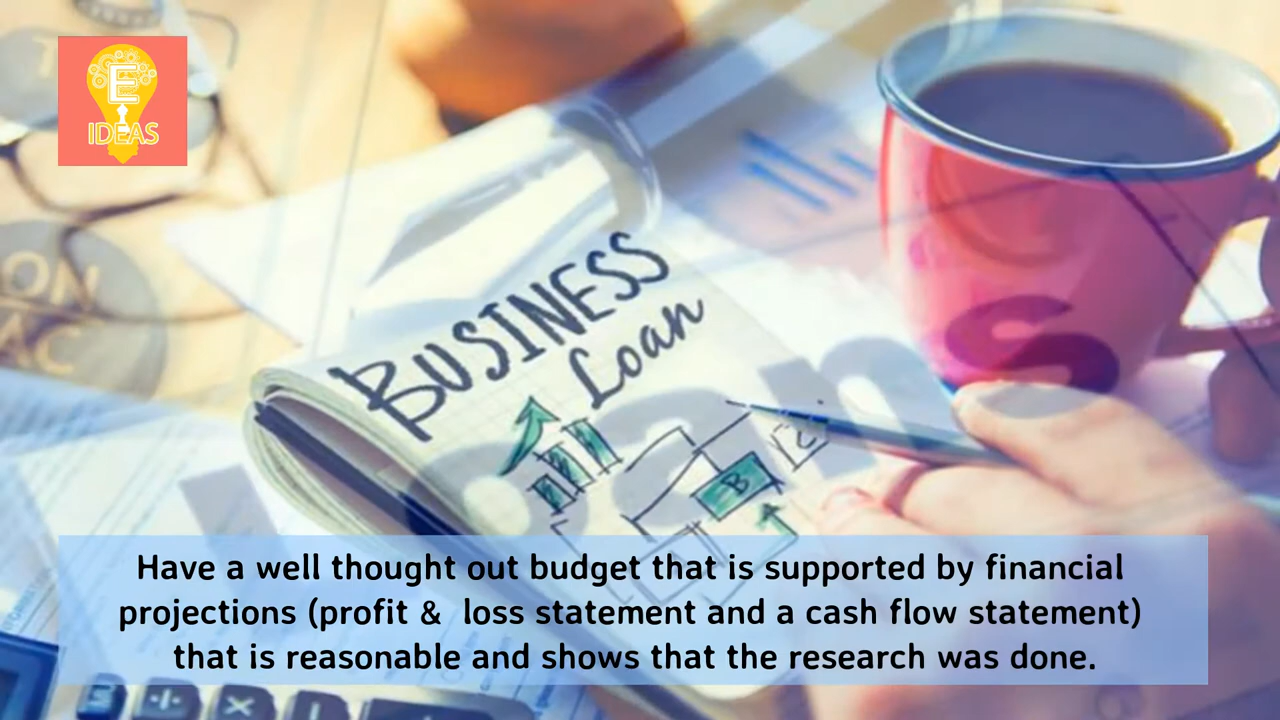 E
IDEAS
BUSINESS
Loan
B
C
Loans
Have a well thought out budget that is supported by financial
projections (profit & loss statement and a cash flow statement)
that is reasonable and shows that the research was done.